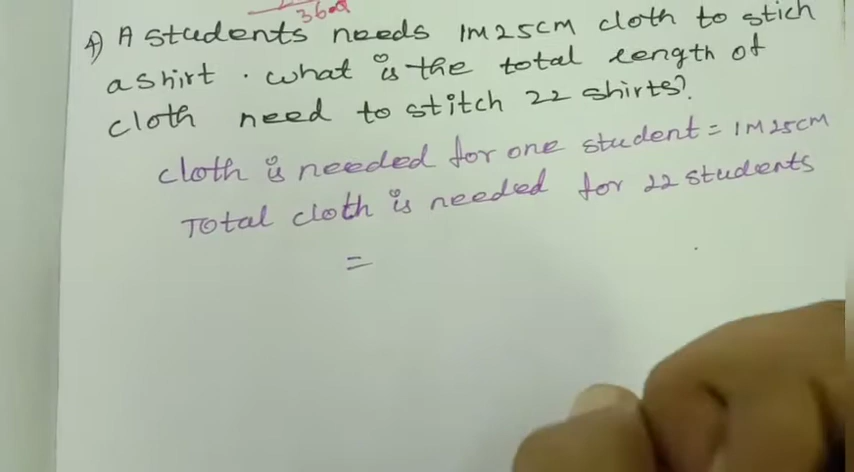 360
4) A students needs 1M25CM cloth to stich
a shirt. what is the total length of
cloth need to stitch 22 shirts?
cloth is needed for one student = 1M25CM
Total cloth is needed for 22 students
=